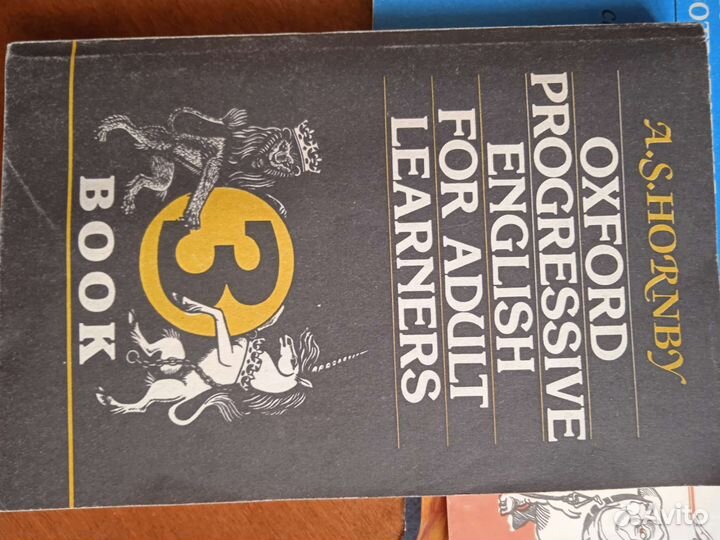 A.S. HORNBY
OXFORD
PROGRESSIVE
ENGLISH
FOR ADULT
LEARNERS
3
BOOK
Avito